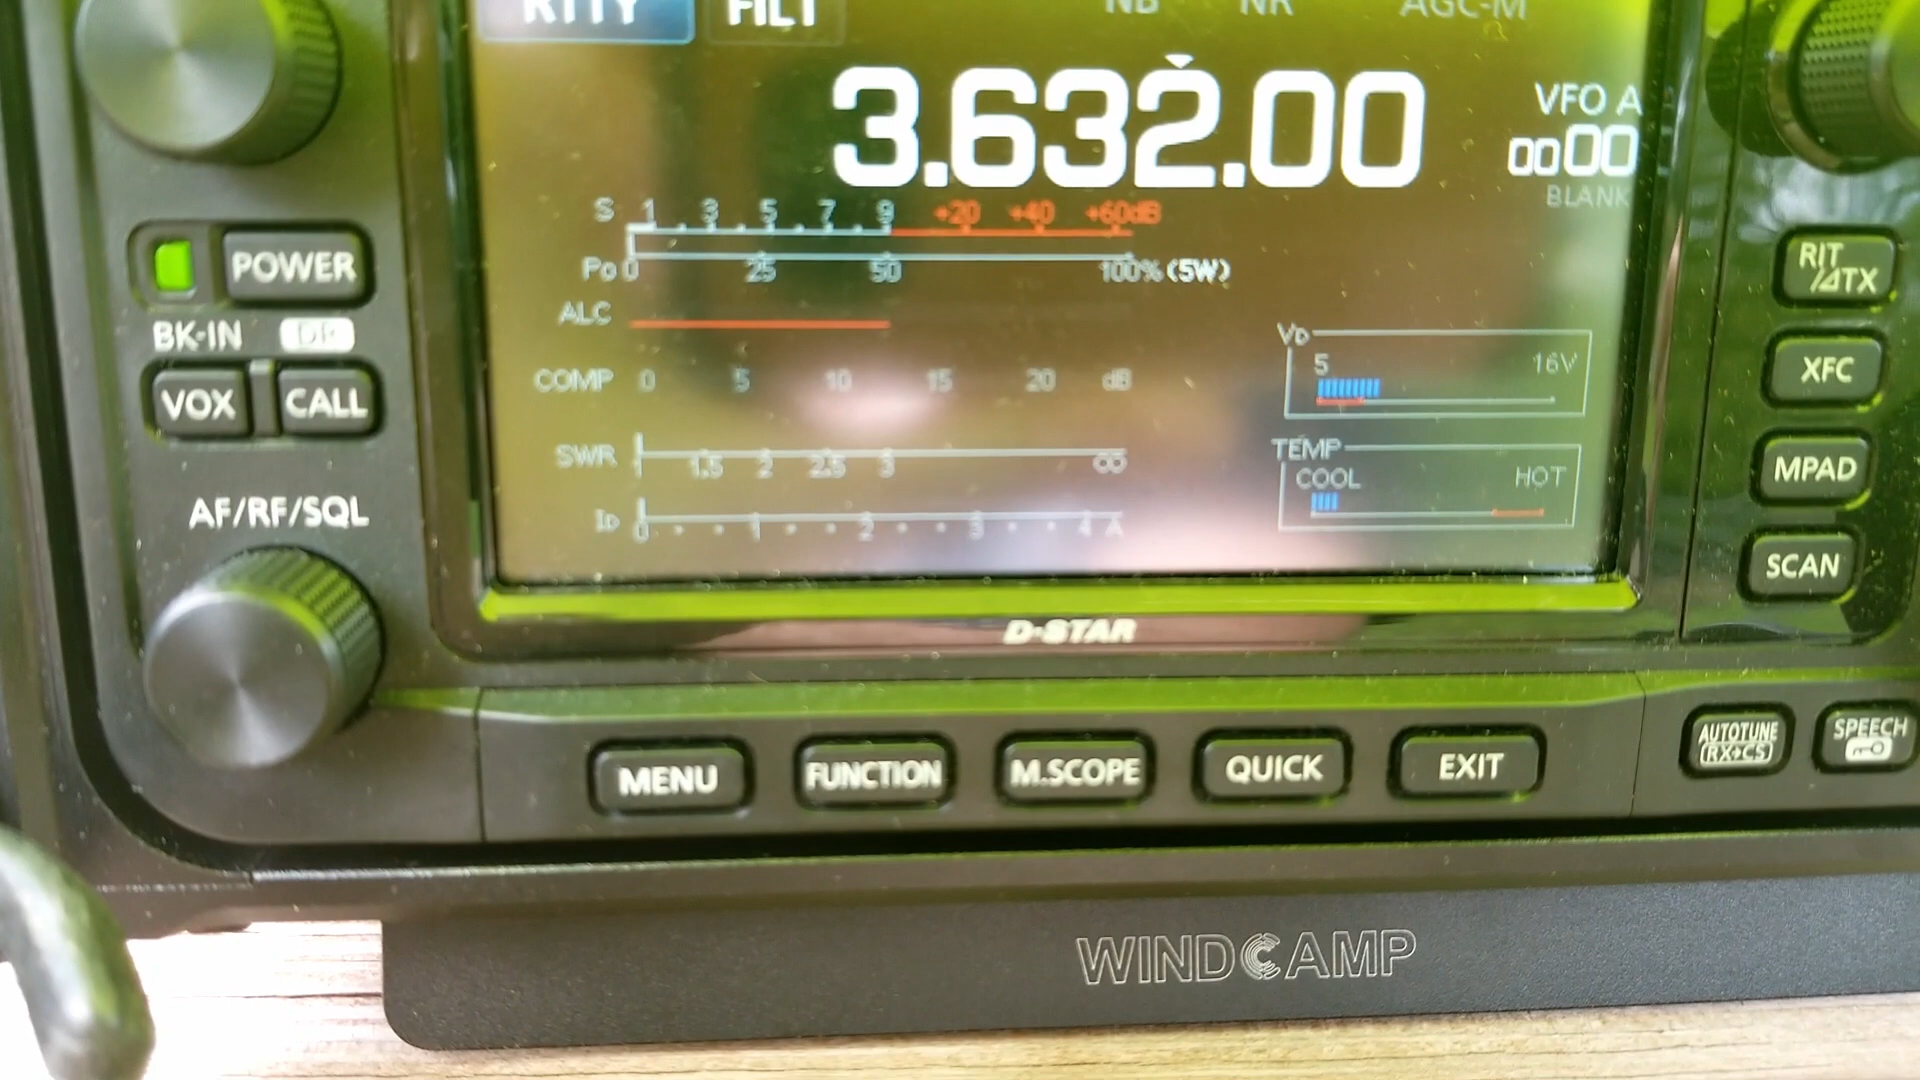 RTTY FIL1 NB NR AGC-M
3.632.00
VFO A
0000
BLANK
S 1 3 5 7 9 +20 +40 +60dB
Po 0 25 50 100% (5W)
ALC
COMP 0 5 10 15 20 dB
SWR 1 1.5 2 2.5 3 ∞
ID 0 1 2 3 4 A
VD
5 16V
TEMP
COOL HOT
POWER
BK-IN DR
VOX CALL
AF/RF/SQL
RIT
/⊿TX
XFC
MPAD
SCAN
D-STAR
MENU FUNCTION M.SCOPE QUICK EXIT
AUTOTUNE
RX→CS
SPEECH
WINDCAMP